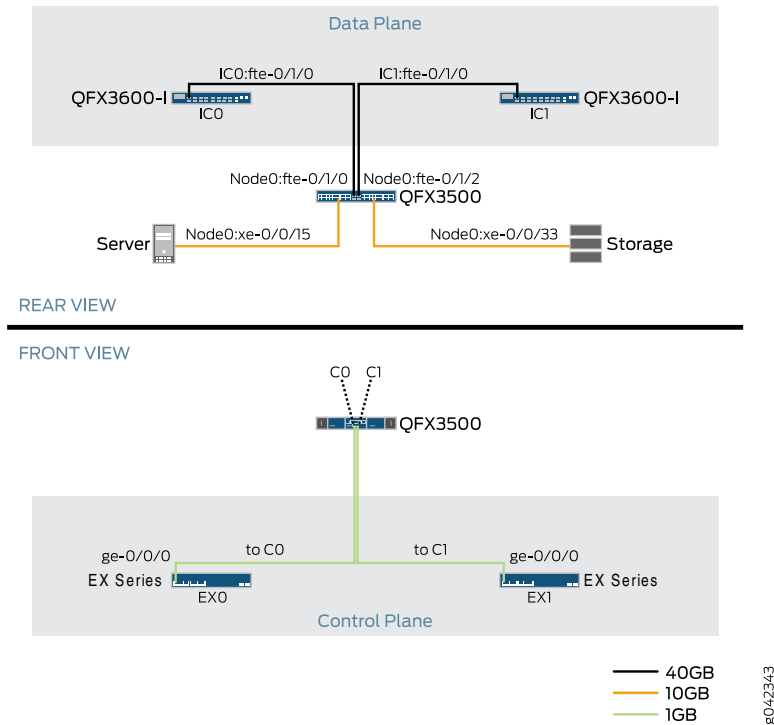 Data Plane
IC0:fte-0/1/0
IC1:fte-0/1/0
QFX3600-I
IC0
IC1
QFX3600-I
Node0:fte-0/1/0
Node0:fte-0/1/2
QFX3500
Server
Node0:xe-0/0/15
Node0:xe-0/0/33
Storage
REAR VIEW
FRONT VIEW
C0
C1
QFX3500
ge-0/0/0
to C0
to C1
ge-0/0/0
EX Series
EX0
EX1
EX Series
Control Plane
40GB
10GB
1GB
g042343